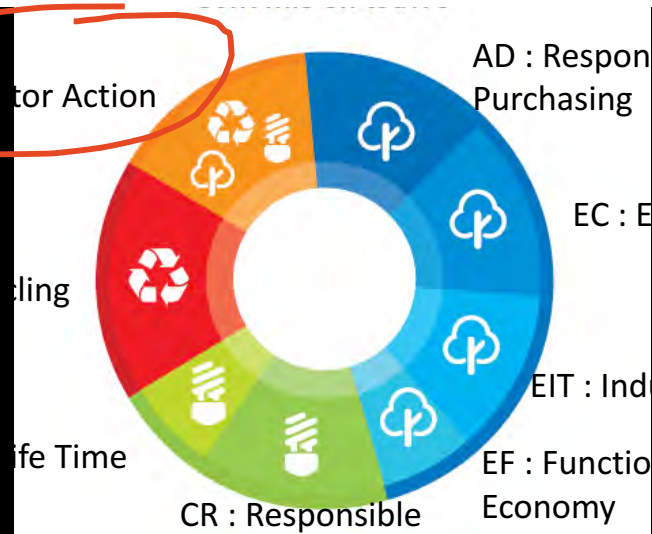 AD : Respon
Purchasing
tor Action
EC : E
cling
EIT : Indu
ife Time
EF : Functio
Economy
CR : Responsible